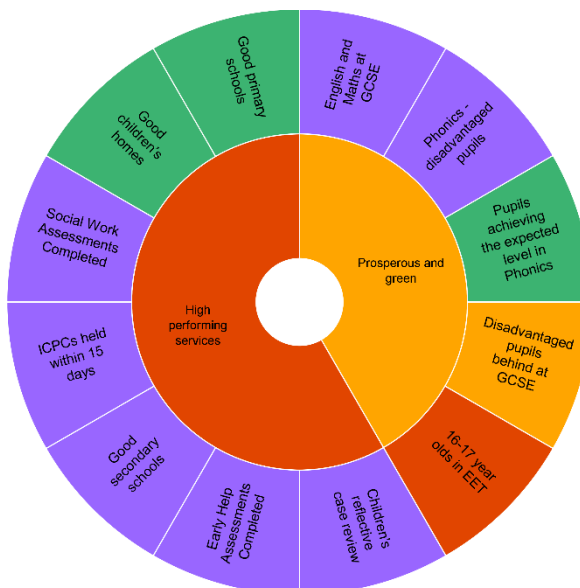 English and
Maths at
GCSE
Phonics -
disadvantaged
pupils
Pupils
achieving
the expected
level in
Phonics
Disadvantaged
pupils
behind at
GCSE
16-17 year
olds in EET
Children's
reflective
case review
Early Help
Assessments
Completed
Good
secondary
schools
ICPCs held
within 15
days
Social Work
Assessments
Completed
Good
children's
homes
Good primary
schools
Prosperous and
green
High
performing
services